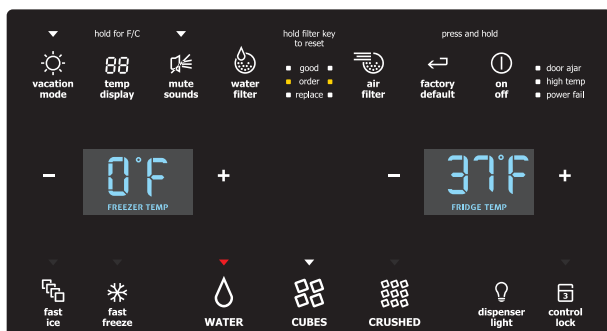 hold for F/C
hold filter key
to reset
press and hold
88
vacation
mode
temp
display
mute
sounds
water
filter
good
order
replace
air
filter
factory
default
on
off
door ajar
high temp
power fail
0°F
FREEZER TEMP
37°F
FRIDGE TEMP
fast
ice
fast
freeze
WATER
CUBES
CRUSHED
dispenser
light
3
control
lock